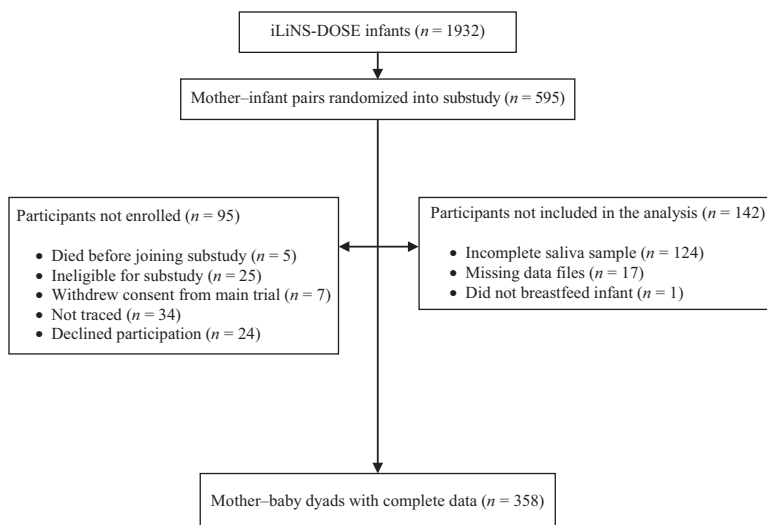 iLiNS-DOSE infants (n = 1932)
Mother–infant pairs randomized into substudy (n = 595)
Participants not enrolled (n = 95)
• Died before joining substudy (n = 5)
• Ineligible for substudy (n = 25)
• Withdrew consent from main trial (n = 7)
• Not traced (n = 34)
• Declined participation (n = 24)
Participants not included in the analysis (n = 142)
• Incomplete saliva sample (n = 124)
• Missing data files (n = 17)
• Did not breastfeed infant (n = 1)
Mother–baby dyads with complete data (n = 358)